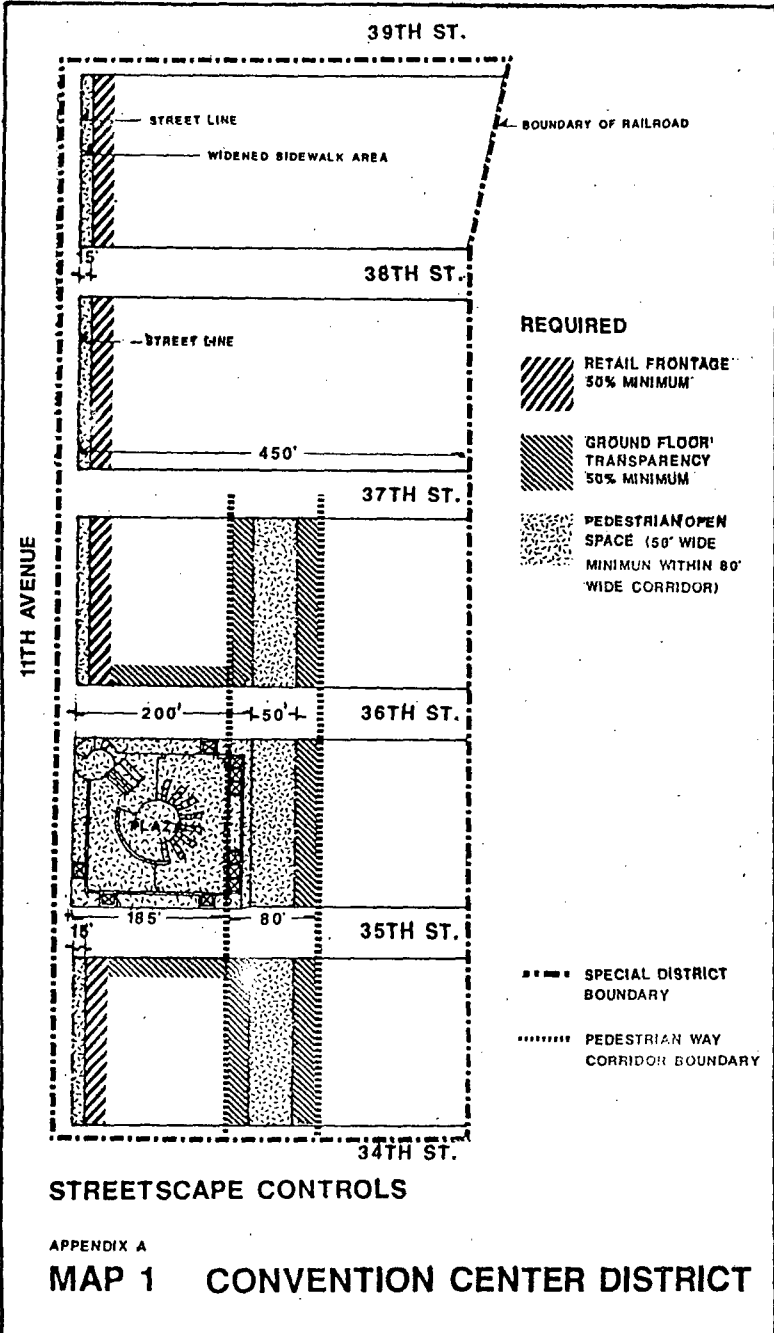 39TH ST.
STREET LINE
BOUNDARY OF RAILROAD
WIDENED SIDEWALK AREA
15'
38TH ST.
REQUIRED
STREET LINE
RETAIL FRONTAGE
50% MINIMUM
450'
GROUND FLOOR
TRANSPARENCY
50% MINIMUM
37TH ST.
PEDESTRIAN OPEN
SPACE (50' WIDE
MINIMUN WITHIN 80'
WIDE CORRIDOR)
11TH AVENUE
200'
50'
36TH ST.
PLAZA
15'
185'
80'
35TH ST.
SPECIAL DISTRICT
BOUNDARY
PEDESTRIAN WAY
CORRIDOR BOUNDARY
34TH ST.
STREETSCAPE CONTROLS
APPENDIX A
MAP 1 CONVENTION CENTER DISTRICT